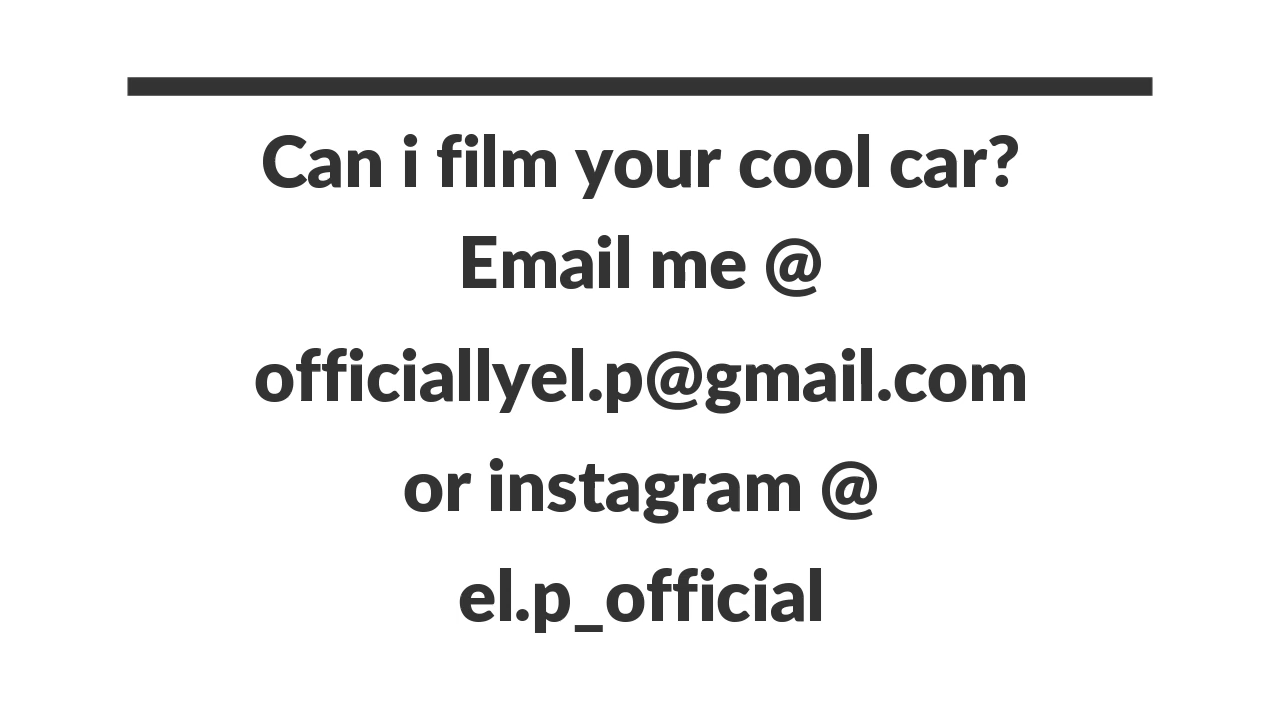 Can i film your cool car?
Email me @
officiallyel.p@gmail.com
or instagram @
el.p_official